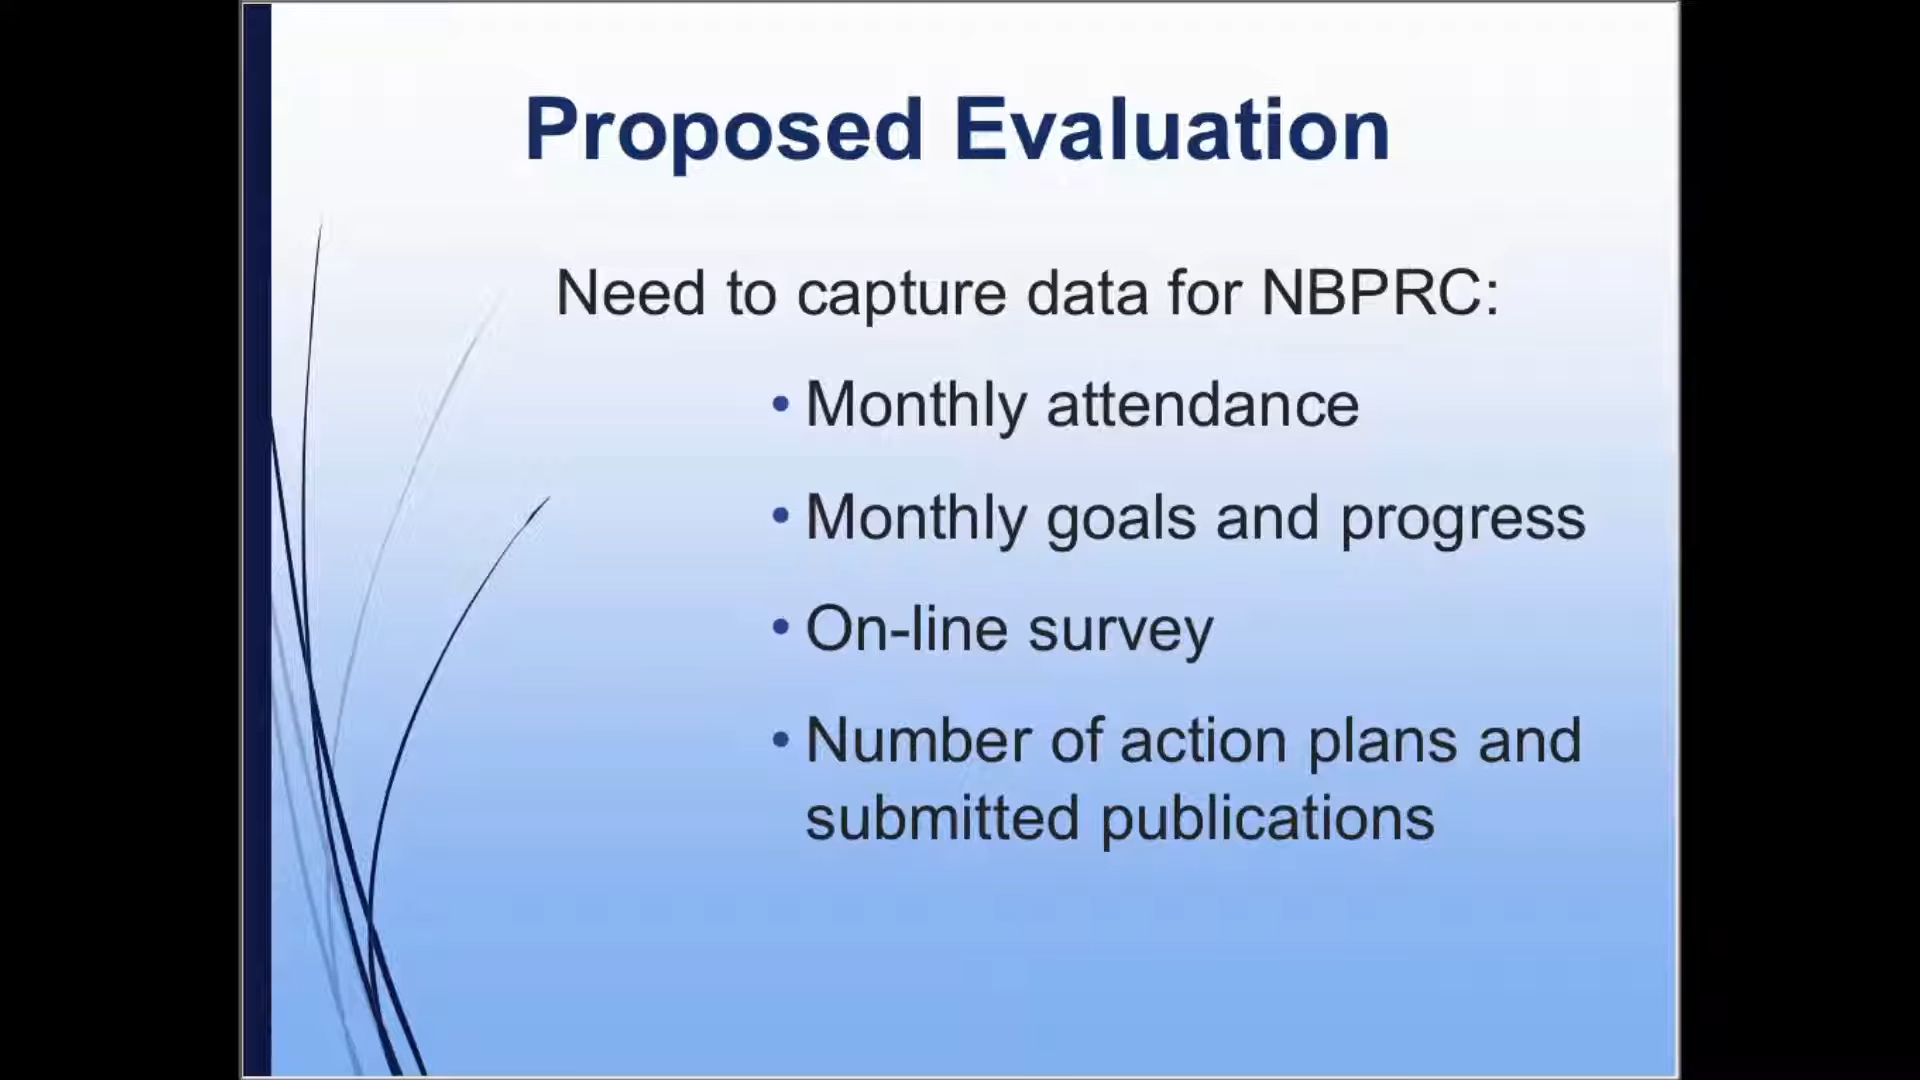 Proposed Evaluation
Need to capture data for NBPRC:
• Monthly attendance
• Monthly goals and progress
• On-line survey
• Number of action plans and
submitted publications